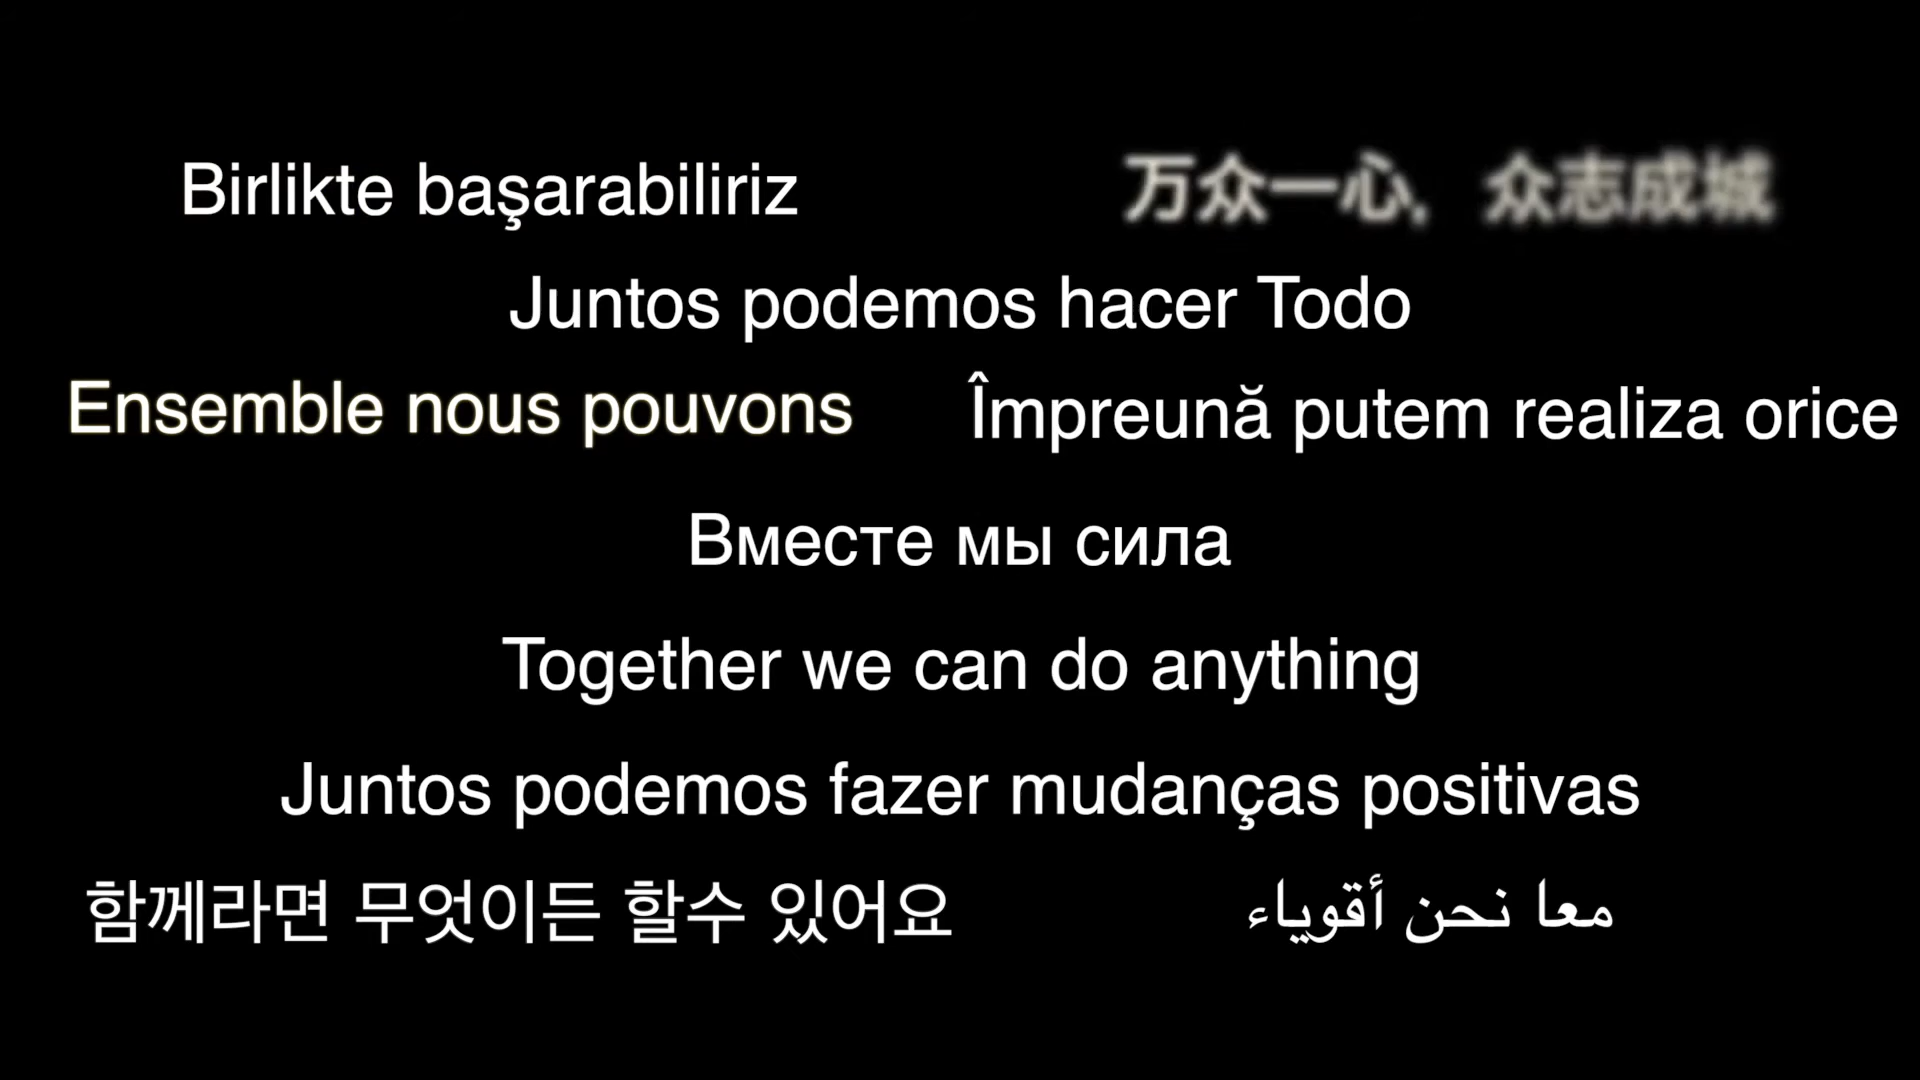 Birlikte başarabiliriz
万众一心， 众志成城
Juntos podemos hacer Todo
Ensemble nous pouvons
Împreună putem realiza orice
Вместе мы сила
Together we can do anything
Juntos podemos fazer mudanças positivas
함께라면 무엇이든 할수 있어요
معا نحن أقوياء